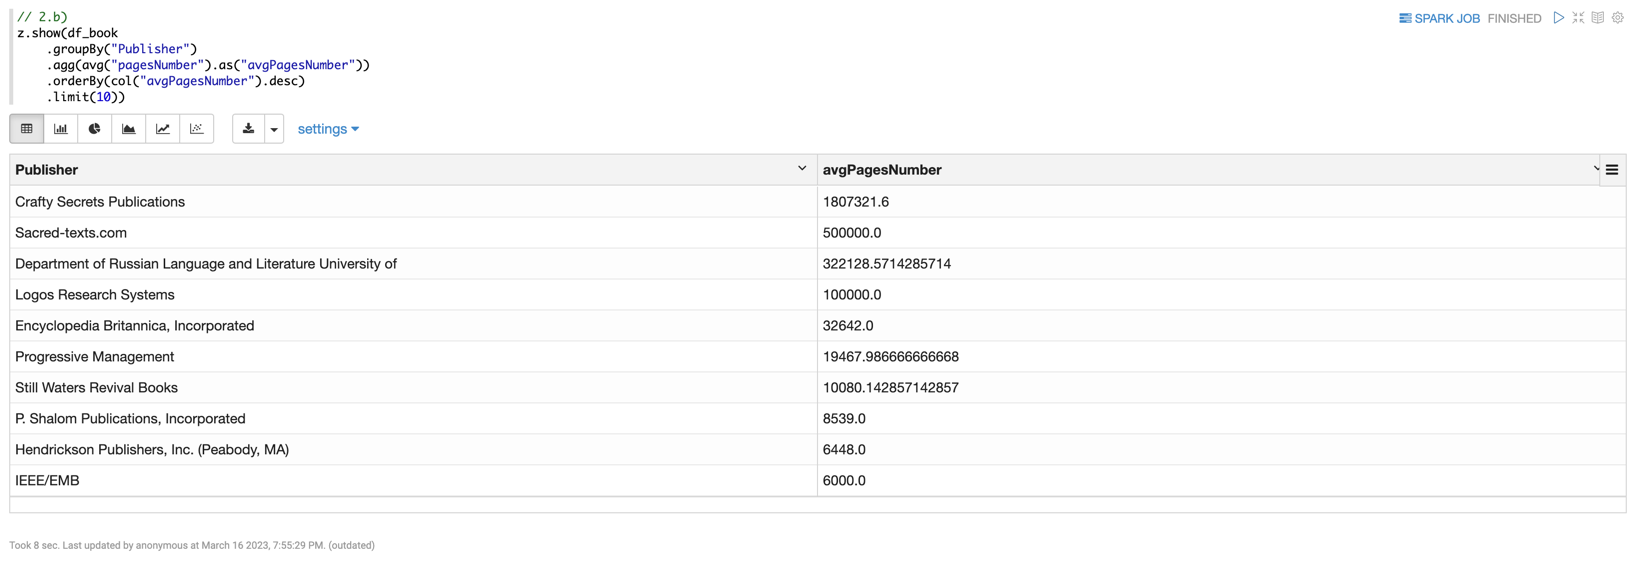 // 2.b)
SPARK JOB FINISHED
z.show(df_book
.groupBy("Publisher")
.agg(avg("pagesNumber").as("avgPagesNumber"))
.orderBy(col("avgPagesNumber").desc)
.limit(10))
settings
Publisher avgPagesNumber
Crafty Secrets Publications 1807321.6
Sacred-texts.com 500000.0
Department of Russian Language and Literature University of 322128.5714285714
Logos Research Systems 100000.0
Encyclopedia Britannica, Incorporated 32642.0
Progressive Management 19467.986666666668
Still Waters Revival Books 10080.142857142857
P. Shalom Publications, Incorporated 8539.0
Hendrickson Publishers, Inc. (Peabody, MA) 6448.0
IEEE/EMB 6000.0
Took 8 sec. Last updated by anonymous at March 16 2023, 7:55:29 PM. (outdated)